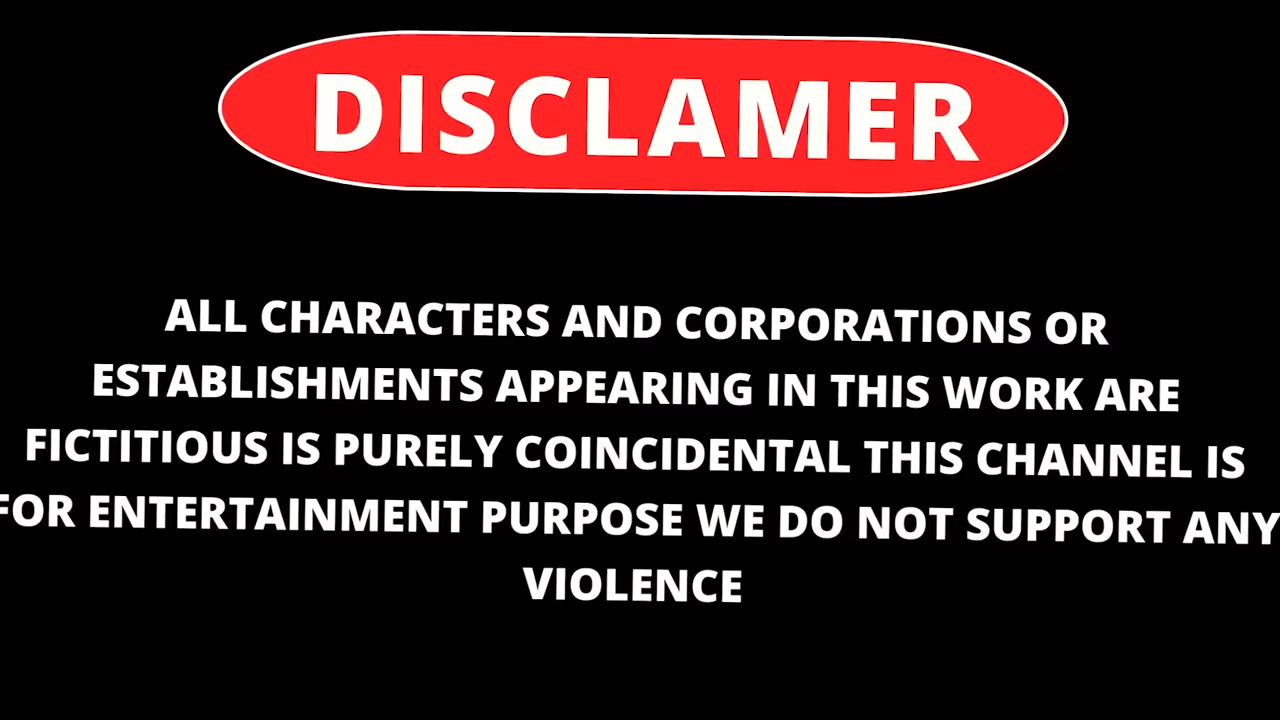 DISCLAMER
ALL CHARACTERS AND CORPORATIONS OR
ESTABLISHMENTS APPEARING IN THIS WORK ARE
FICTITIOUS IS PURELY COINCIDENTAL THIS CHANNEL IS
FOR ENTERTAINMENT PURPOSE WE DO NOT SUPPORT ANY
VIOLENCE